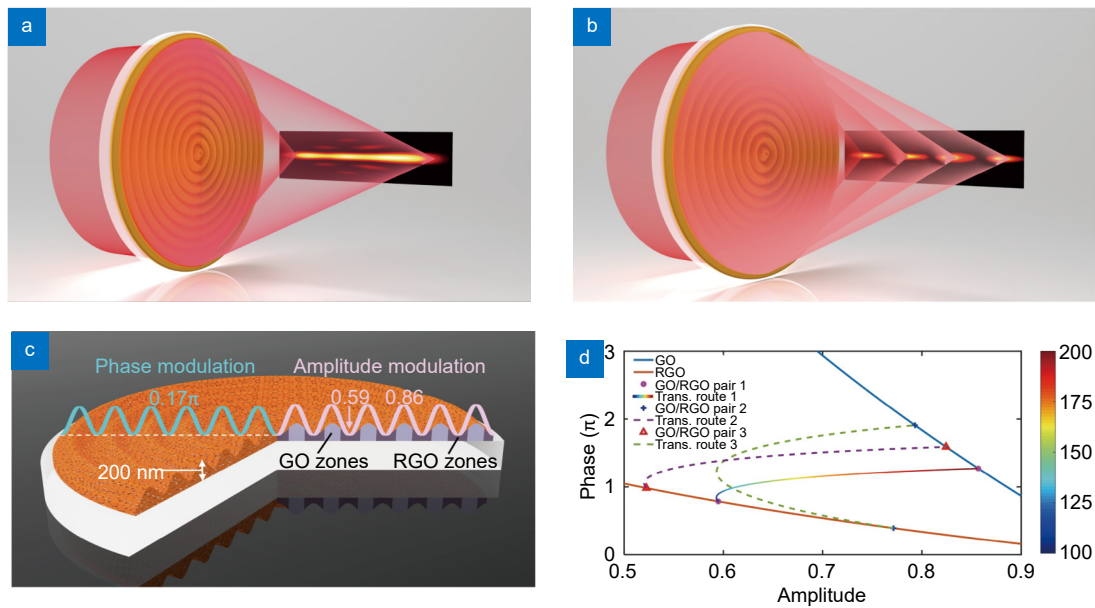 a
b
c
Phase modulation
Amplitude modulation
0.17π
0.59
0.86
200 nm
GO zones
RGO zones
d
3
2
1
0
Phase (π)
GO
RGO
GO/RGO pair 1
Trans. route 1
GO/RGO pair 2
Trans. route 2
GO/RGO pair 3
Trans. route 3
0.5 0.6 0.7 0.8 0.9
Amplitude
200
175
150
125
100